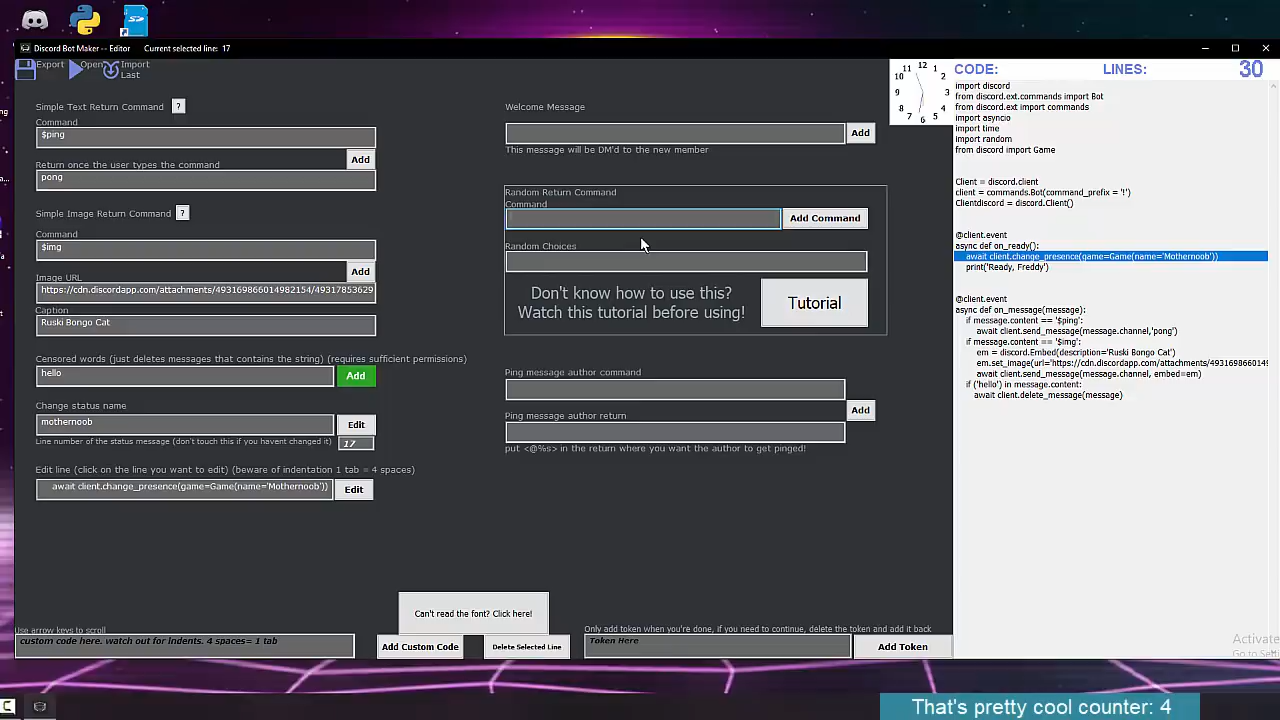 Discord Bot Maker -- Editor
Current selected line: 17
Export
Open
Import
Last
Simple Text Return Command ?
Command
$ping
Add
Return once the user types the command
pong
Simple Image Return Command ?
Command
$img
Add
Image URL
https://cdn.discordapp.com/attachments/493169866014982154/49317853629
Caption
Ruski Bongo Cat
Censored words (just deletes messages that contains the string) (requires sufficient permissions)
hello
Add
Change status name
mothernoob
Edit
Line number of the status message (don't touch this if you havent changed it)
17
Edit line (click on the line you want to edit) (beware of indentation 1 tab = 4 spaces)
await client.change_presence(game=Game(name='Mothernoob'))
Edit
Welcome Message
Add
This message will be DM'd to the new member
Random Return Command
Command
Add Command
Random Choices
Don't know how to use this?
Watch this tutorial before using!
Tutorial
Ping message author command
Add
Ping message author return
put <@%s> in the return where you want the author to get pinged!
Can't read the font? Click here!
Use arrow keys to scroll
custom code here. watch out for indents. 4 spaces= 1 tab
Add Custom Code
Delete Selected Line
Only add token when you're done, if you need to continue, delete the token and add it back
Token Here
Add Token
11 12 1
10 2
9 3
8 4
7 6 5
CODE:
LINES:
30
import discord
from discord.ext.commands import Bot
from discord.ext import commands
import asyncio
import time
import random
from discord import Game
Client = discord.client
client = commands.Bot(command_prefix = '!')
Clientdiscord = discord.Client()
@client.event
async def on_ready():
await client.change_presence(game=Game(name='Mothernoob'))
print('Ready, Freddy')
@client.event
async def on_message(message):
if message.content == '$ping':
await client.send_message(message.channel,'pong')
if message.content == '$img':
em = discord.Embed(description='Ruski Bongo Cat')
em.set_image(url='https://cdn.discordapp.com/attachments/4931698660149
await client.send_message(message.channel, embed=em)
if ('hello') in message.content:
await client.delete_message(message)
Activate
Go to Setti
That's pretty cool counter: 4